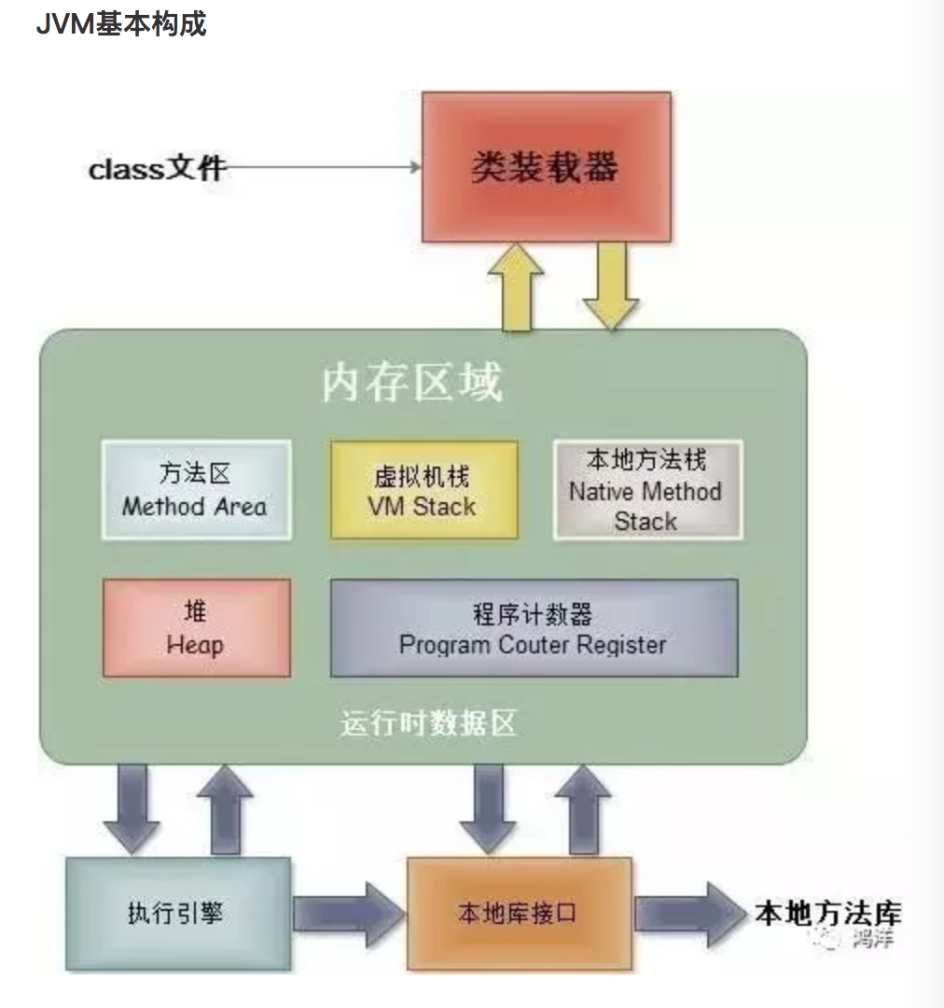 JVM基本构成
class文件
类装载器
内存区域
方法区
Method Area
虚拟机栈
VM Stack
本地方法栈
Native Method
Stack
堆
Heap
程序计数器
Program Couter Register
运行时数据区
执行引擎
本地库接口
本地方法库
鸿洋